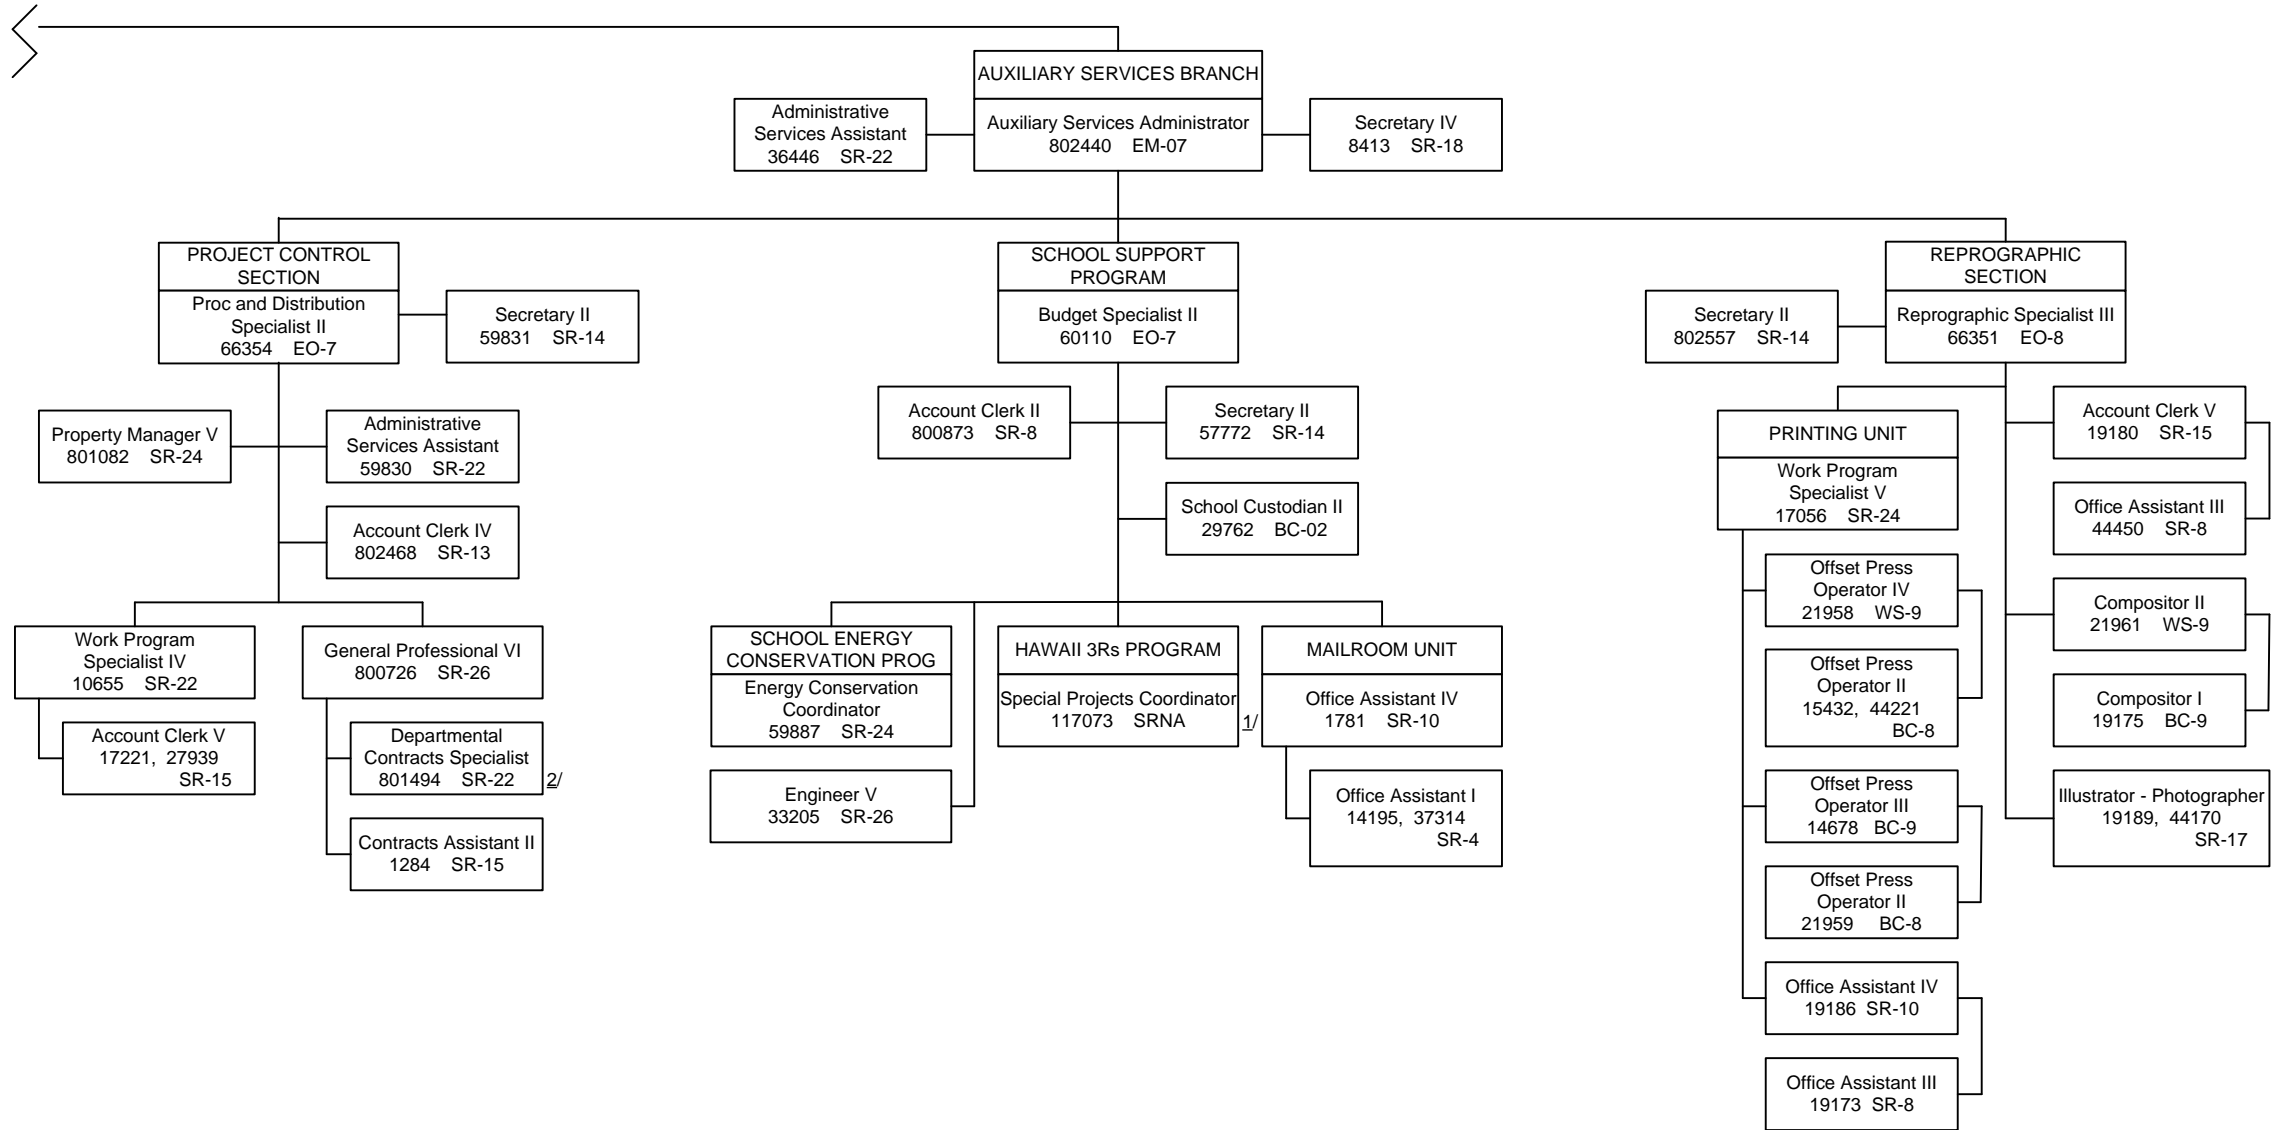 AUXILIARY SERVICES BRANCH
Auxiliary Services Administrator
802440 EM-07
Administrative
Services Assistant
36446 SR-22
Secretary IV
8413 SR-18
PROJECT CONTROL
SECTION
Proc and Distribution
Specialist II
66354 EO-7
Secretary II
59831 SR-14
Property Manager V
801082 SR-24
Administrative
Services Assistant
59830 SR-22
Account Clerk IV
802468 SR-13
Work Program
Specialist IV
10655 SR-22
Account Clerk V
17221, 27939
SR-15
General Professional VI
800726 SR-26
Departmental
Contracts Specialist
801494 SR-22
2/
Contracts Assistant II
1284 SR-15
SCHOOL SUPPORT
PROGRAM
Budget Specialist II
60110 EO-7
Account Clerk II
800873 SR-8
Secretary II
57772 SR-14
School Custodian II
29762 BC-02
SCHOOL ENERGY
CONSERVATION PROG
Energy Conservation
Coordinator
59887 SR-24
Engineer V
33205 SR-26
HAWAII 3Rs PROGRAM
Special Projects Coordinator
117073 SRNA
1/
MAILROOM UNIT
Office Assistant IV
1781 SR-10
Office Assistant I
14195, 37314
SR-4
REPROGRAPHIC
SECTION
Reprographic Specialist III
66351 EO-8
Secretary II
802557 SR-14
PRINTING UNIT
Work Program
Specialist V
17056 SR-24
Offset Press
Operator IV
21958 WS-9
Offset Press
Operator II
15432, 44221
BC-8
Offset Press
Operator III
14678 BC-9
Offset Press
Operator II
21959 BC-8
Office Assistant IV
19186 SR-10
Office Assistant III
19173 SR-8
Account Clerk V
19180 SR-15
Office Assistant III
44450 SR-8
Compositor II
21961 WS-9
Compositor I
19175 BC-9
Illustrator - Photographer
19189, 44170
SR-17